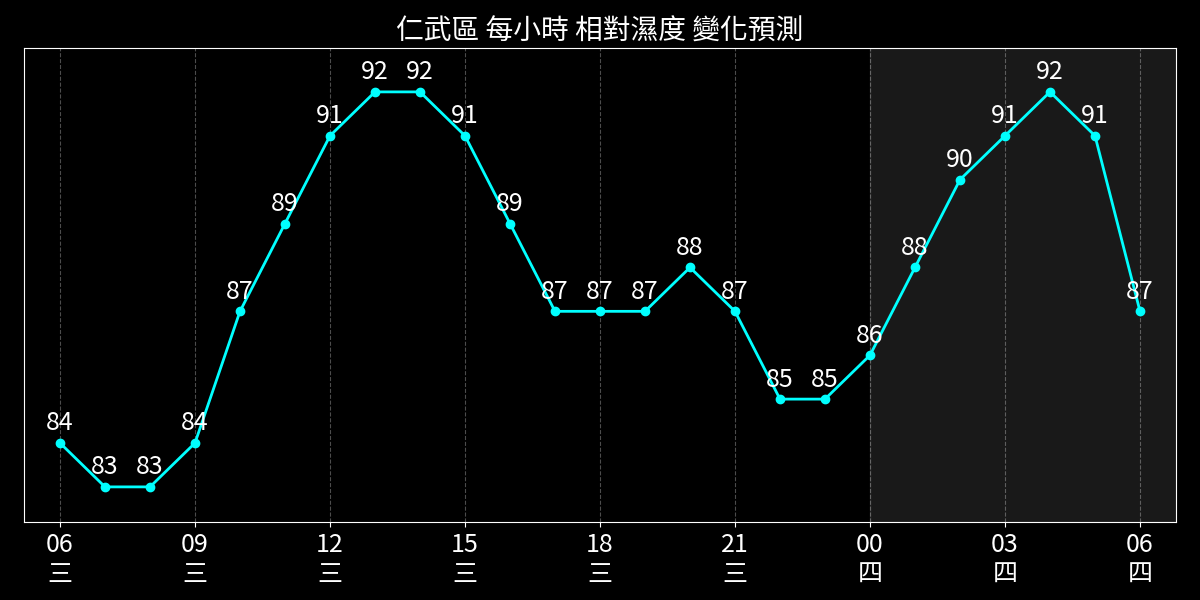 仁武區 每小時 相對濕度 變化預測
84 83 83 84 87 89 91 92 92 91 89 87 87 87 88 87 85 85 86 88 90 91 92 91 87
06 09 12 15 18 21 00 03 06
三 三 三 三 三 三 四 四 四